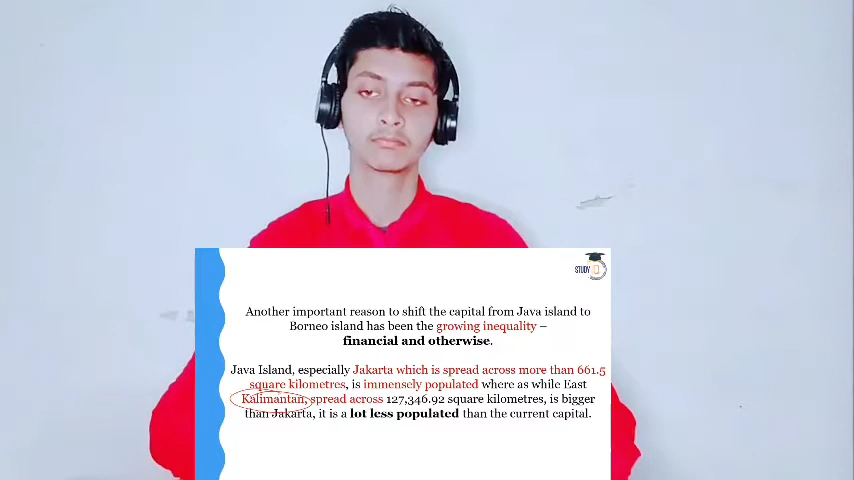 STUDY
Another important reason to shift the capital from Java island to
Borneo island has been the growing inequality –
financial and otherwise.
Java Island, especially Jakarta which is spread across more than 661.5
square kilometres, is immensely populated where as while East
Kalimantan, spread across 127,346.92 square kilometres, is bigger
than Jakarta, it is a lot less populated than the current capital.